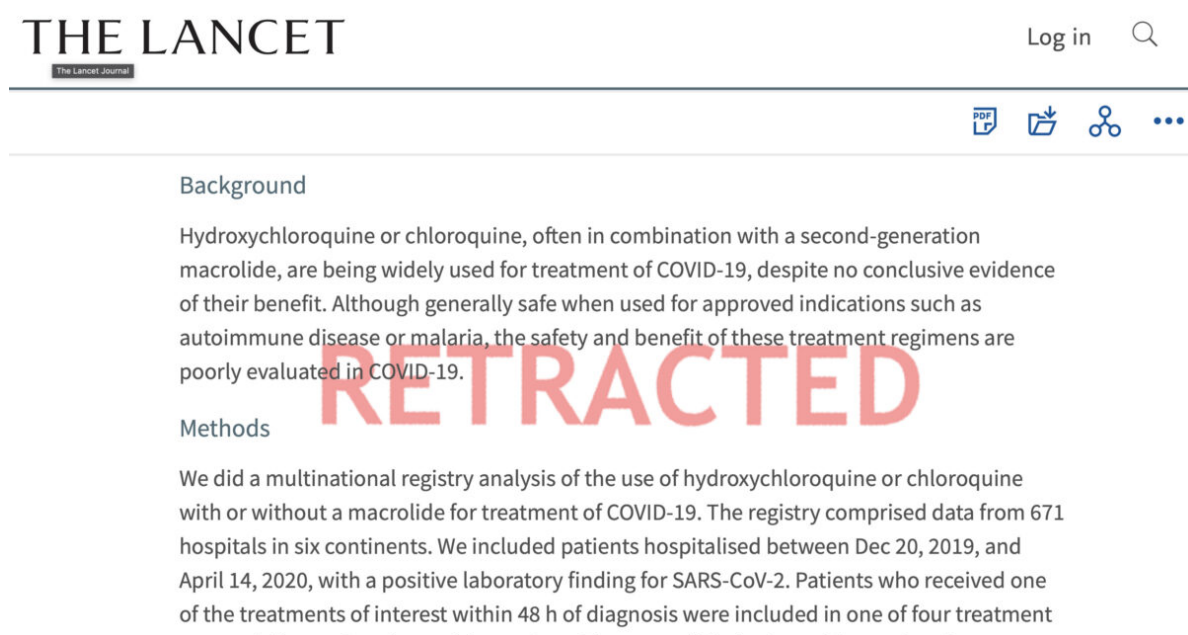 THE LANCET
Log in
The Lancet Journal
PDF
Background
Hydroxychloroquine or chloroquine, often in combination with a second-generation
macrolide, are being widely used for treatment of COVID-19, despite no conclusive evidence
of their benefit. Although generally safe when used for approved indications such as
autoimmune disease or malaria, the safety and benefit of these treatment regimens are
poorly evaluated in COVID-19.
RETRACTED
Methods
We did a multinational registry analysis of the use of hydroxychloroquine or chloroquine
with or without a macrolide for treatment of COVID-19. The registry comprised data from 671
hospitals in six continents. We included patients hospitalised between Dec 20, 2019, and
April 14, 2020, with a positive laboratory finding for SARS-CoV-2. Patients who received one
of the treatments of interest within 48 h of diagnosis were included in one of four treatment